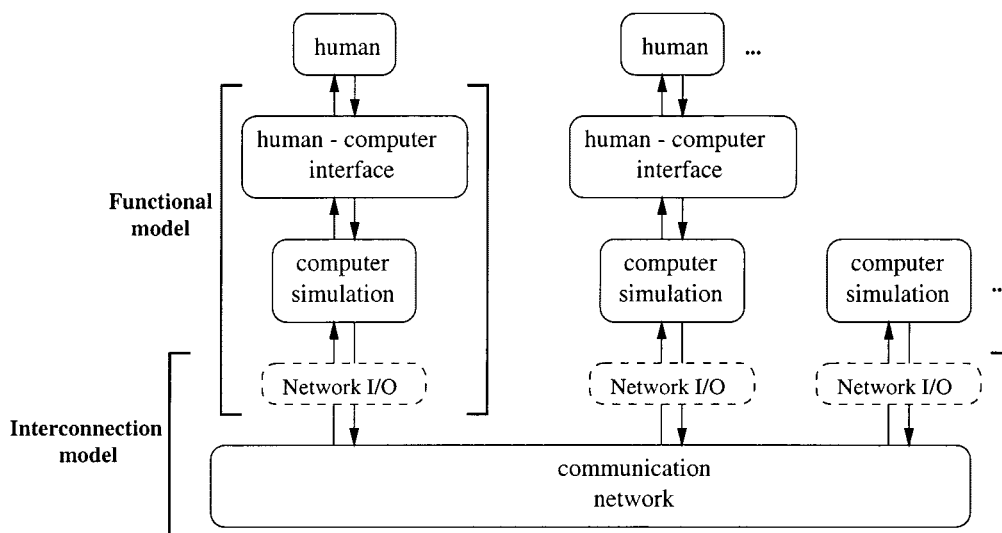 human
human
...
human - computer
interface
human - computer
interface
Functional
model
computer
simulation
computer
simulation
computer
simulation
...
Network I/O
Network I/O
Network I/O
Interconnection
model
communication
network